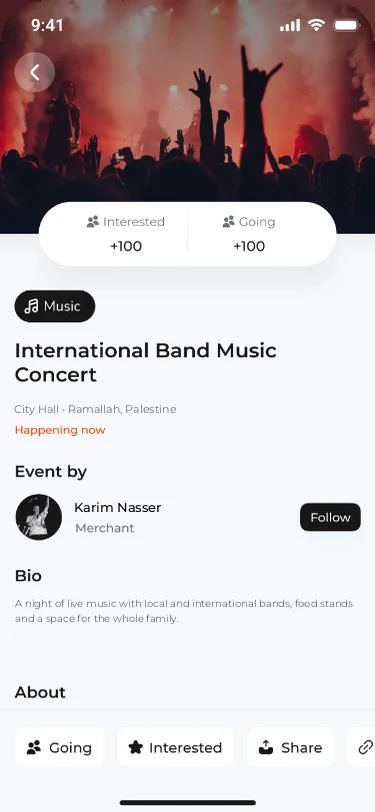 9:41
Interested
Going
+100
+100
Music
International Band Music
Concert
City Hall • Ramallah, Palestine
Happening now
Event by
Karim Nasser
Merchant
Follow
Bio
A night of live music with local and international bands, food stands
and a space for the whole family.
About
Going
Interested
Share